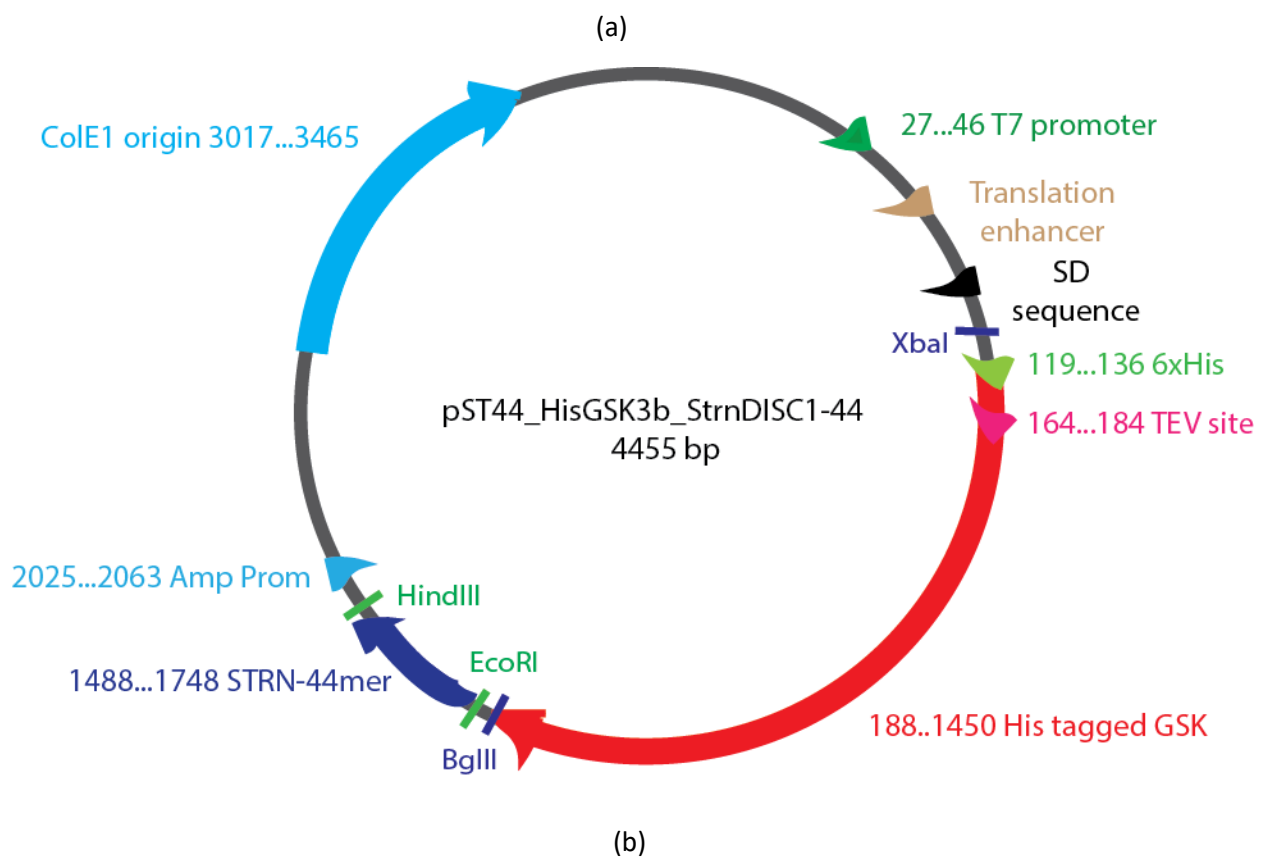 (a)
ColE1 origin 3017...3465
27...46 T7 promoter
Translation
enhancer
SD
sequence
XbaI
119...136 6xHis
164...184 TEV site
pST44_HisGSK3b_StrnDISC1-44
4455 bp
2025...2063 Amp Prom
HindIII
1488...1748 STRN-44mer
EcoRI
BglII
188..1450 His tagged GSK
(b)